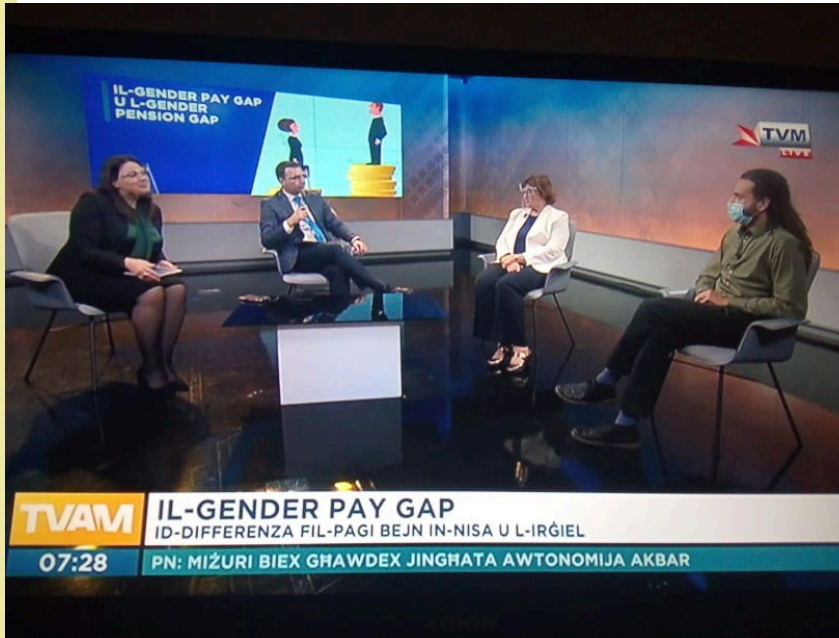 IL-GENDER PAY GAP
U L-GENDER
PENSION GAP
TVM
LIVE
TVAM
IL-GENDER PAY GAP
ID-DIFFERENZA FIL-PAGI BEJN IN-NISA U L-IRĠIEL
07:28
PN: MIŻURI BIEX GĦAWDEX JINGĦATA AWTONOMIJA AKBAR